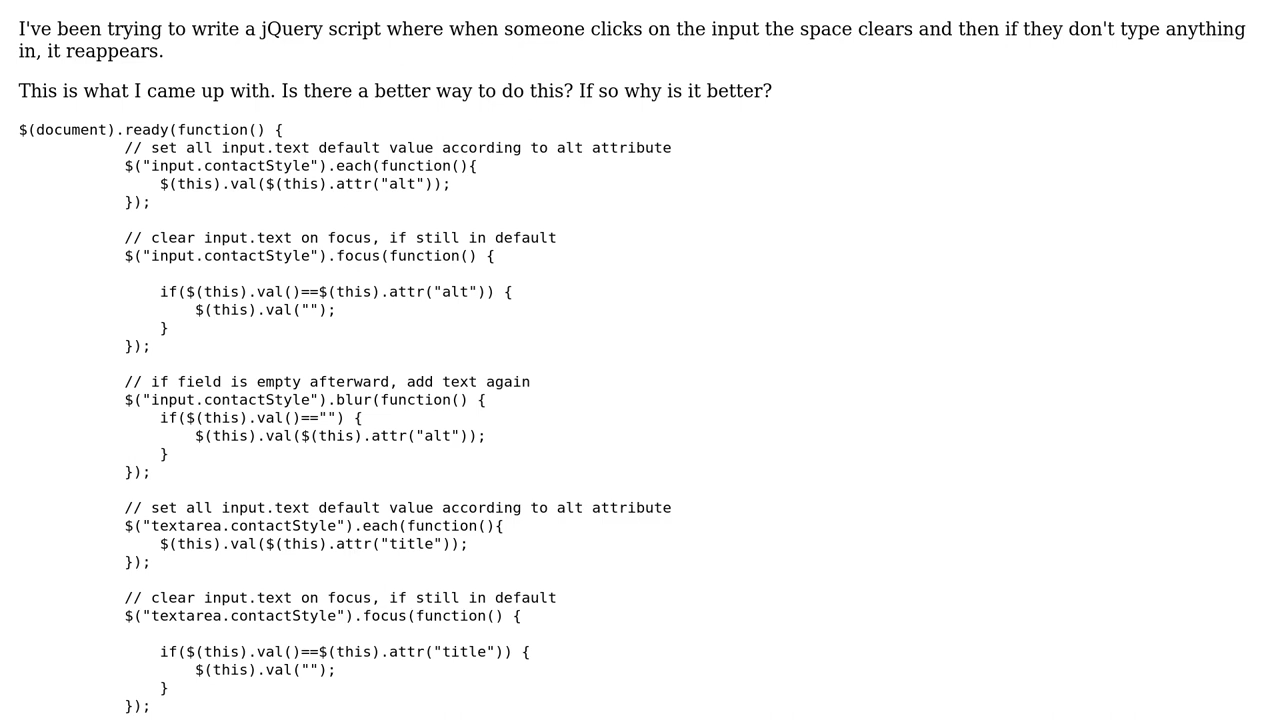 I've been trying to write a jQuery script where when someone clicks on the input the space clears and then if they don't type anything
in, it reappears.
This is what I came up with. Is there a better way to do this? If so why is it better?
$(document).ready(function() {
// set all input.text default value according to alt attribute
$("input.contactStyle").each(function(){
$(this).val($(this).attr("alt"));
});
// clear input.text on focus, if still in default
$("input.contactStyle").focus(function() {
if($(this).val()==$(this).attr("alt")) {
$(this).val("");
}
});
// if field is empty afterward, add text again
$("input.contactStyle").blur(function() {
if($(this).val()=="") {
$(this).val($(this).attr("alt"));
}
});
// set all input.text default value according to alt attribute
$("textarea.contactStyle").each(function(){
$(this).val($(this).attr("title"));
});
// clear input.text on focus, if still in default
$("textarea.contactStyle").focus(function() {
if($(this).val()==$(this).attr("title")) {
$(this).val("");
}
});